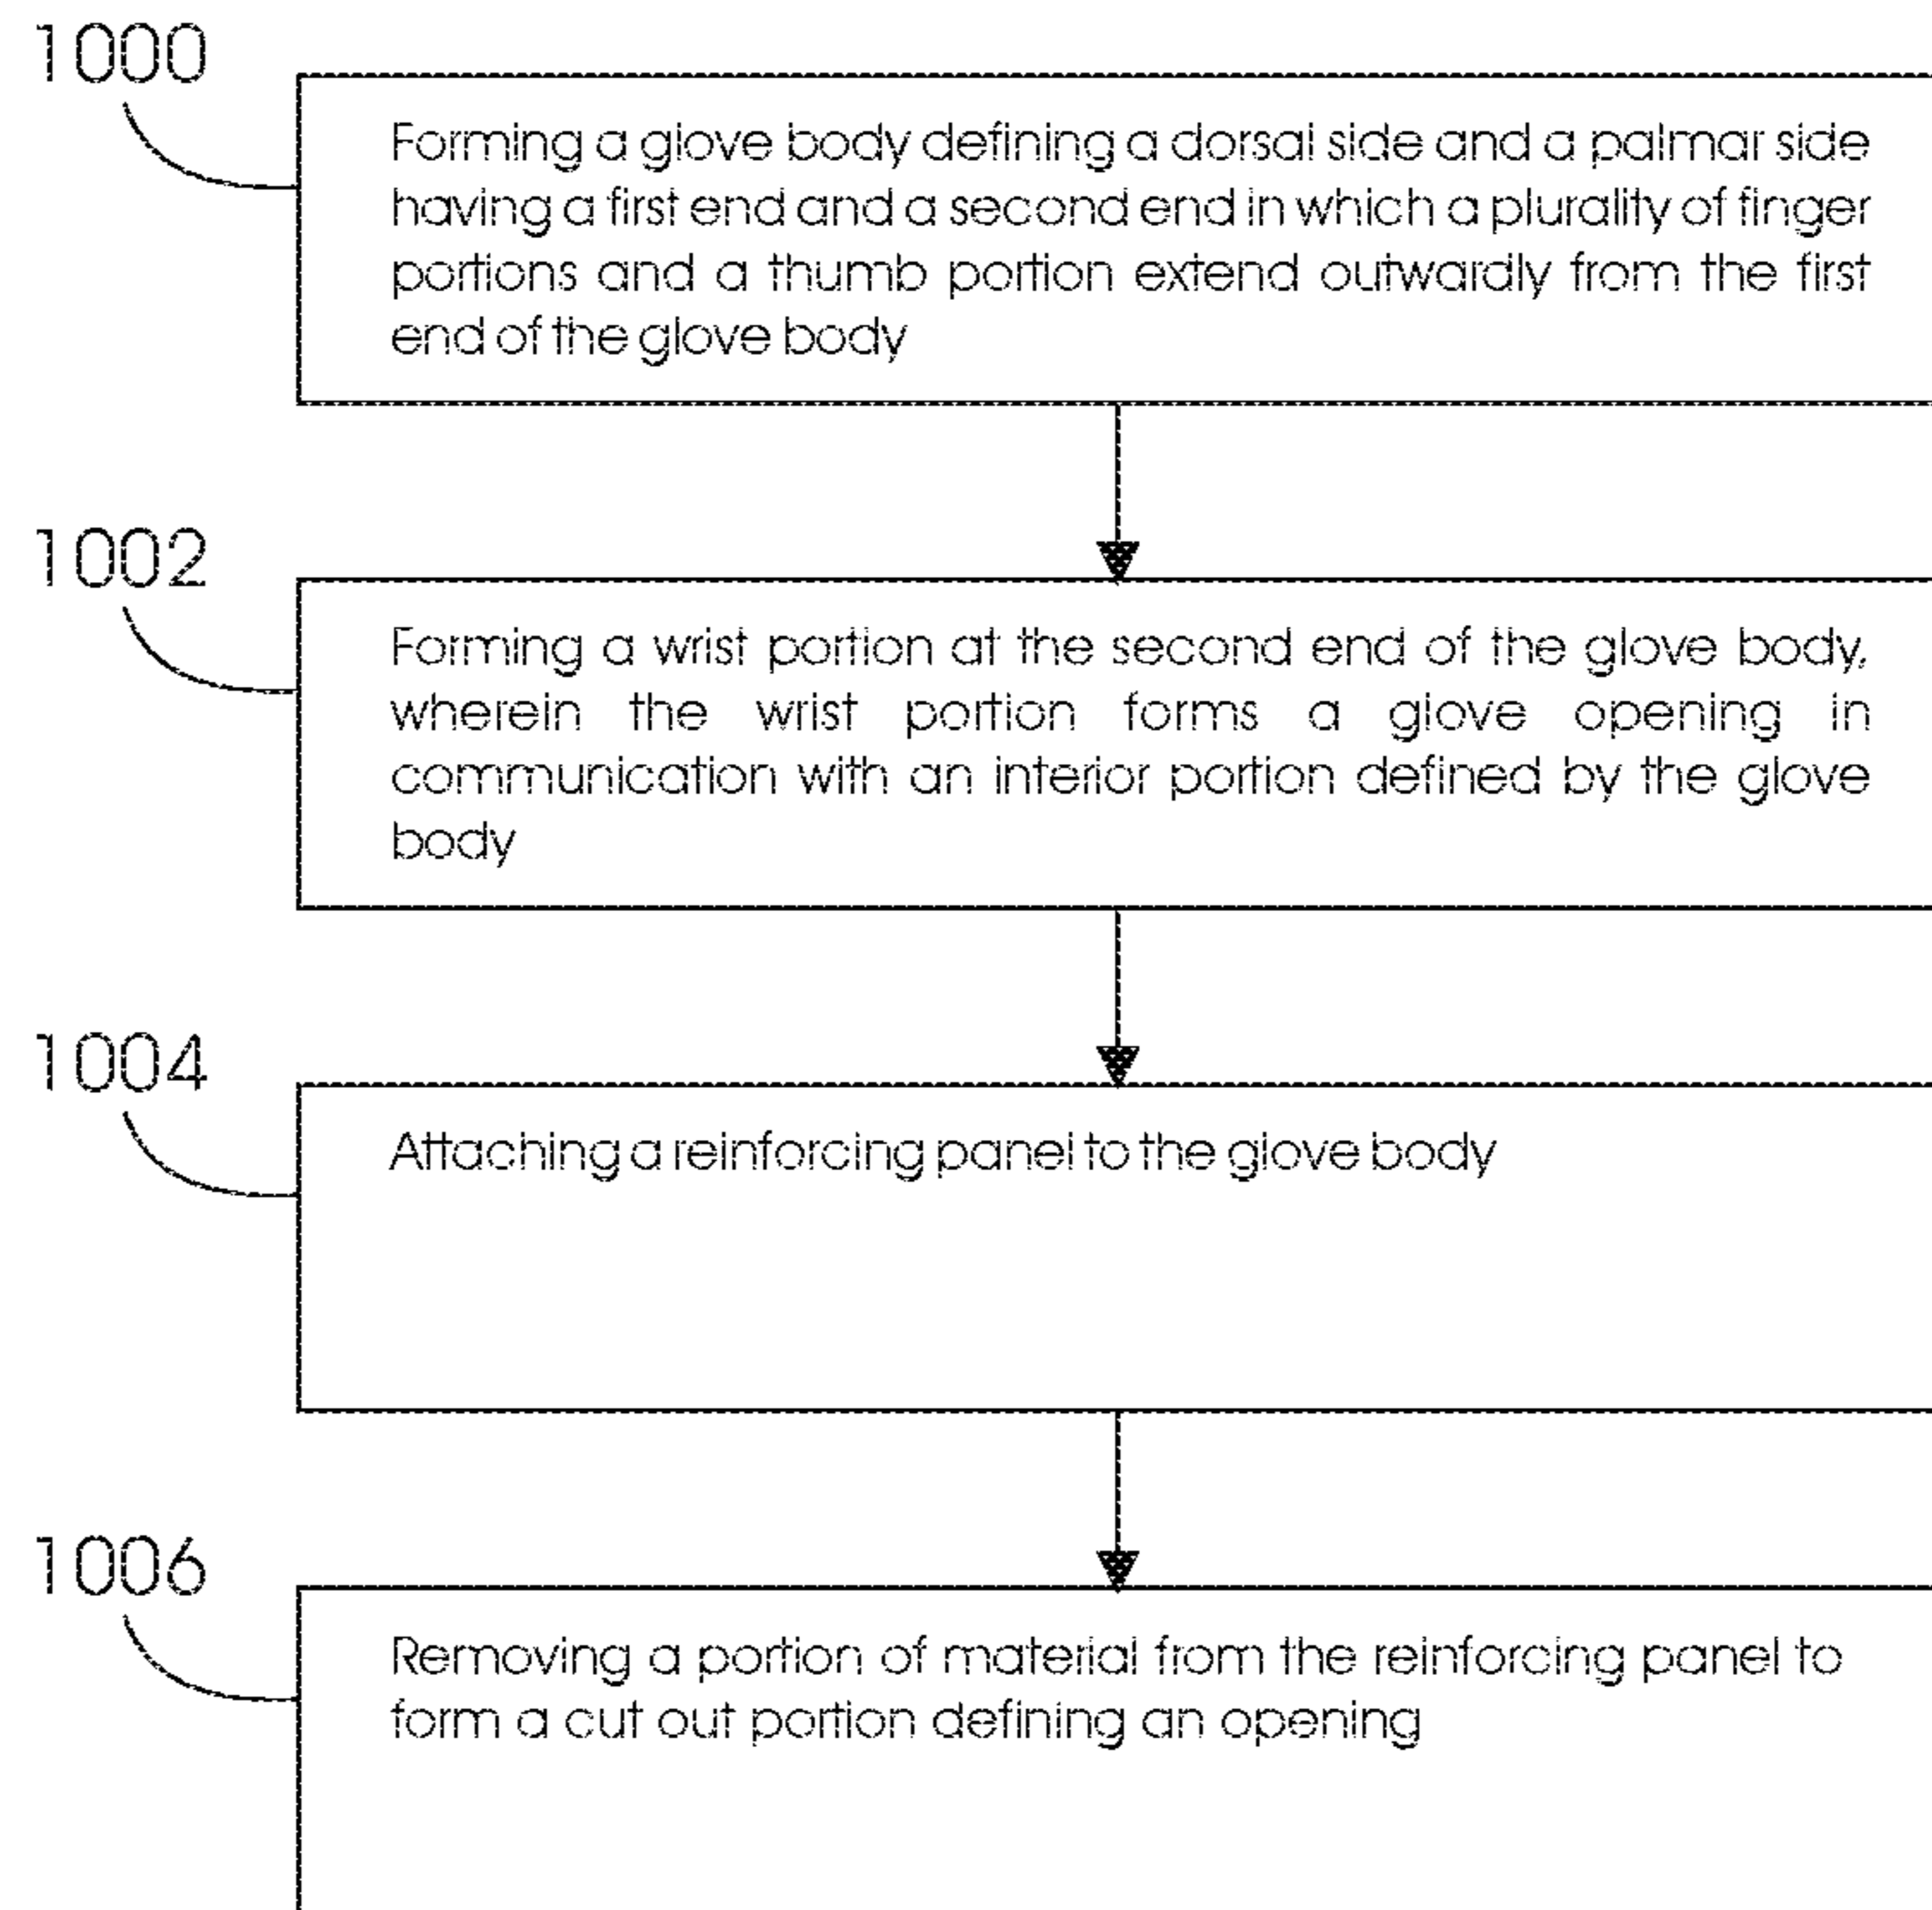 1000
Forming a glove body defining a dorsal side and a palmar side
having a first end and a second end in which a plurality of finger
portions and a thumb portion extend outwardly from the first
end of the glove body
1002
Forming a wrist portion at the second end of the glove body,
wherein the wrist portion forms a glove opening in
communication with an interior portion defined by the glove
body
1004
Attaching a reinforcing panel to the glove body
1006
Removing a portion of material from the reinforcing panel to
form a cut out portion defining an opening